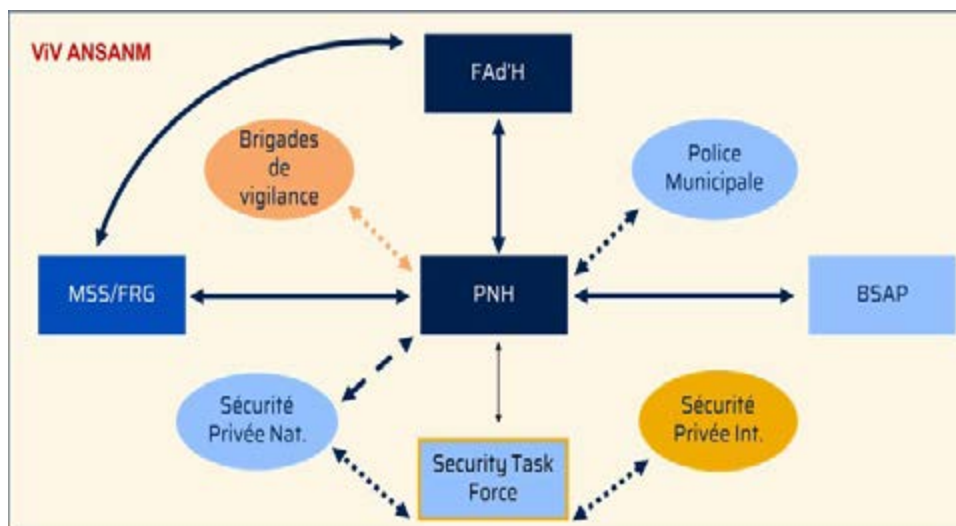 ViV ANSANM
FAd'H
Brigades
de
vigilance
Police
Municipale
MSS/FRG
PNH
BSAP
Sécurité
Privée Nat.
Security Task
Force
Sécurité
Privée Int.